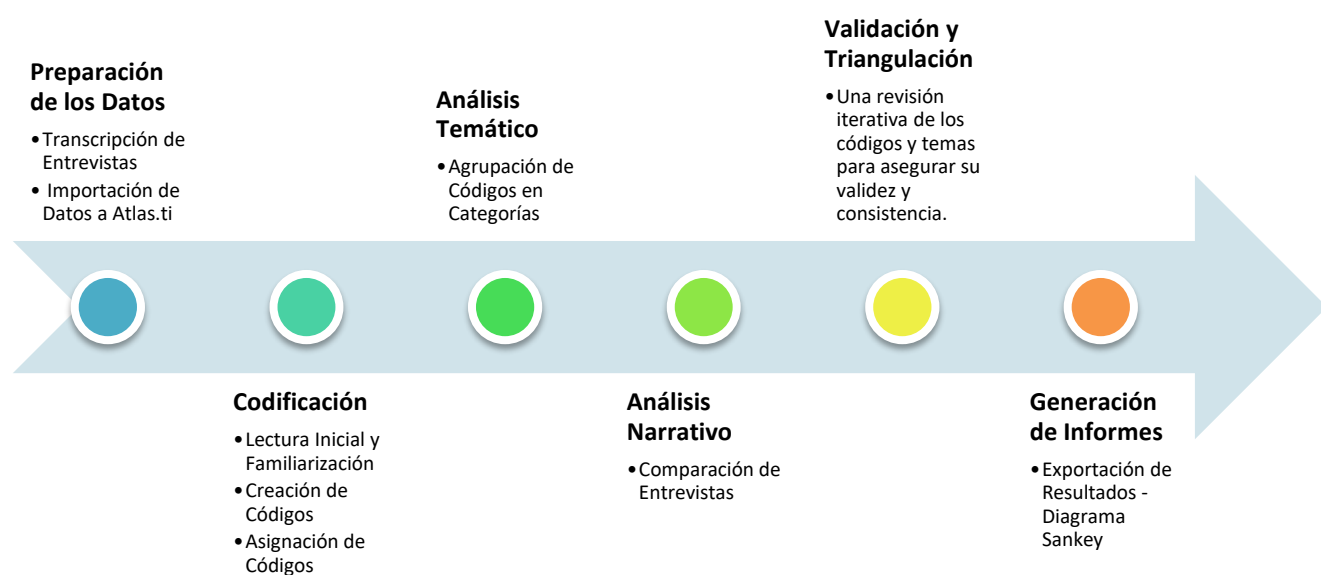 Preparación
de los Datos
•Transcripción de
Entrevistas
• Importación de
Datos a Atlas.ti
Codificación
•Lectura Inicial y
Familiarización
•Creación de
Códigos
•Asignación de
Códigos
Análisis
Temático
•Agrupación de
Códigos en
Categorías
Análisis
Narrativo
•Comparación de
Entrevistas
Validación y
Triangulación
•Una revisión
iterativa de los
códigos y temas
para asegurar su
validez y
consistencia.
Generación
de Informes
•Exportación de
Resultados -
Diagrama
Sankey